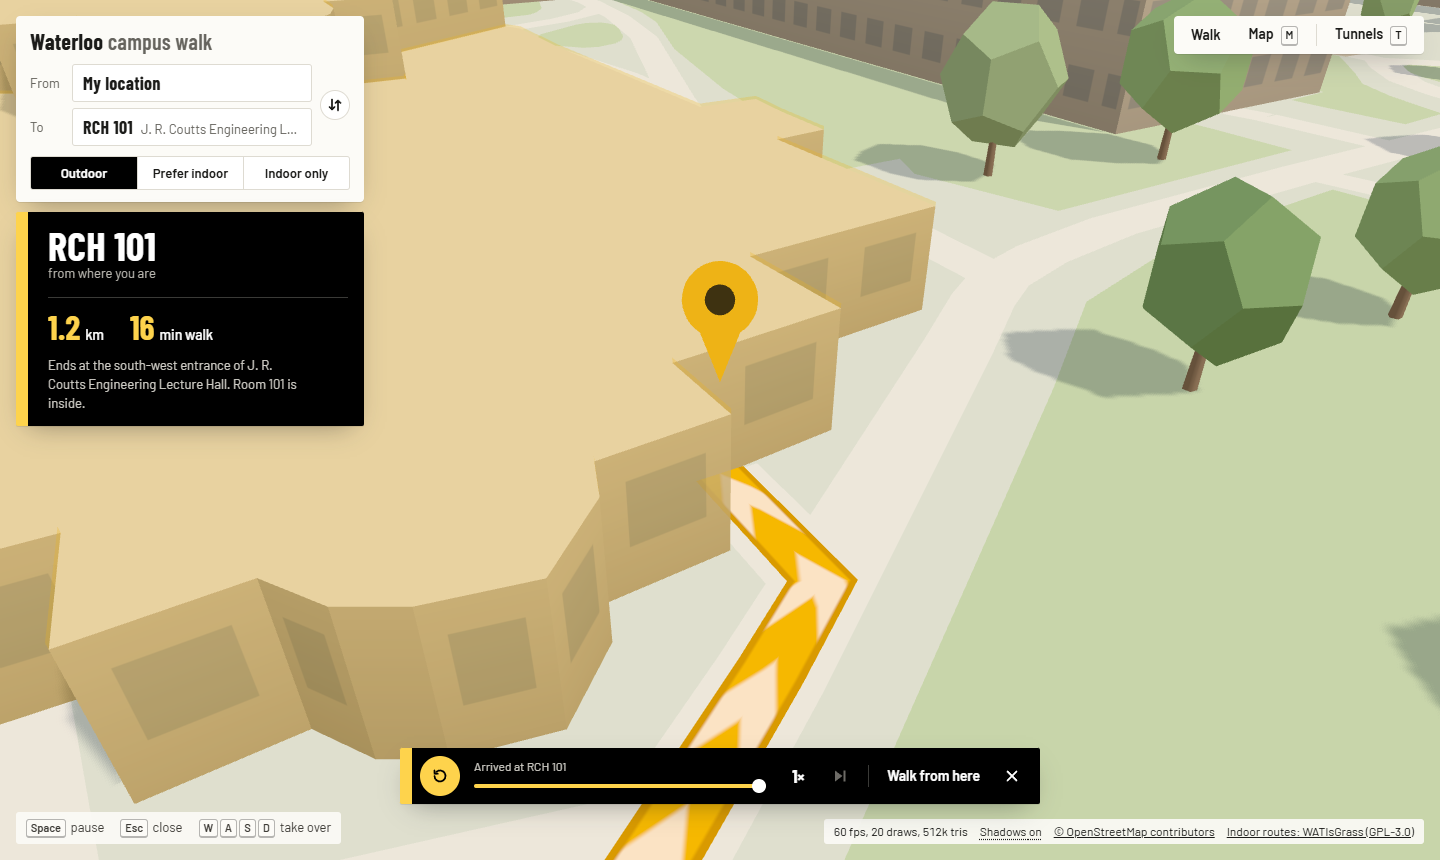 Waterloo campus walk
From My location
To RCH 101 J. R. Coutts Engineering L...
Outdoor Prefer indoor Indoor only
RCH 101
from where you are
1.2 km 16 min walk
Ends at the south-west entrance of J. R.
Coutts Engineering Lecture Hall. Room 101 is
inside.
Walk Map M Tunnels T
Arrived at RCH 101
1×
Walk from here
Space pause Esc close W A S D take over
60 fps, 20 draws, 512k tris Shadows on © OpenStreetMap contributors Indoor routes: WATIsGrass (GPL-3.0)